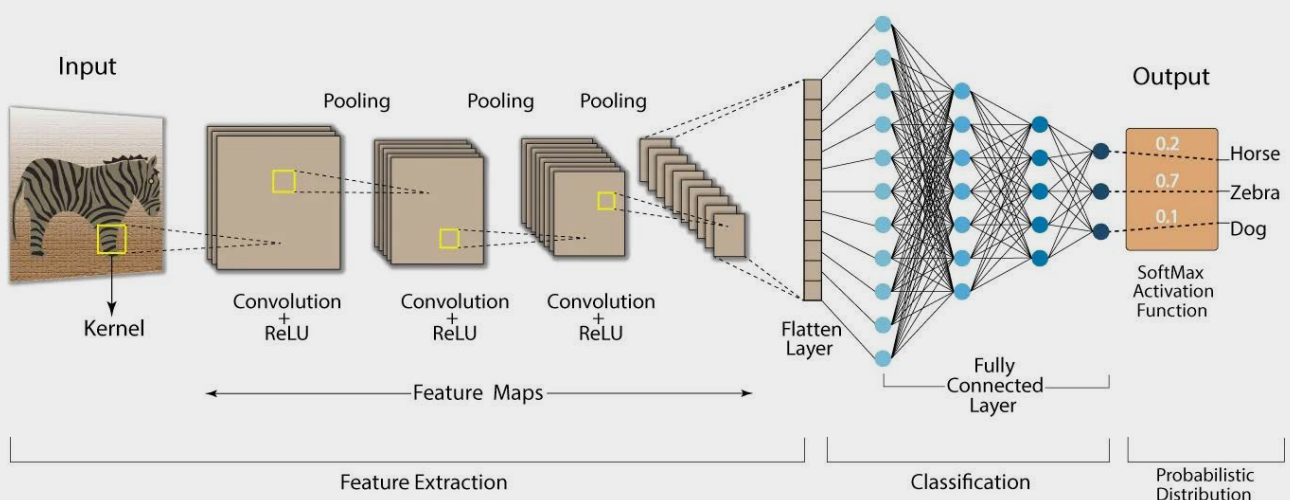 Input
Output
Pooling
Pooling
Pooling
0.2
Horse
0.7
Zebra
0.1
Dog
Kernel
Convolution
+
ReLU
Convolution
+
ReLU
Convolution
+
ReLU
Flatten
Layer
SoftMax
Activation
Function
Feature Maps
Fully
Connected
Layer
Feature Extraction
Classification
Probabilistic
Distribution